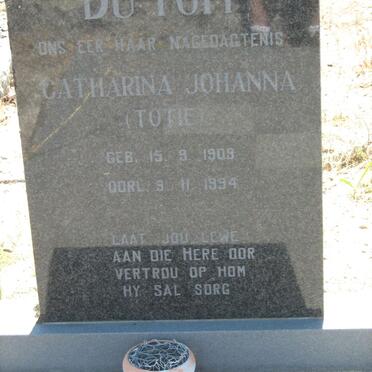 DU TOIT
ONS EER HAAR NAGEDAGTENIS
CATHARINA JOHANNA
(TOTIE)
GEB. 15. 9. 1909
OORL. 9. 11. 1994
LAAT JOU LEWE
AAN DIE HERE OOR
VERTROU OP HOM
HY SAL SORG